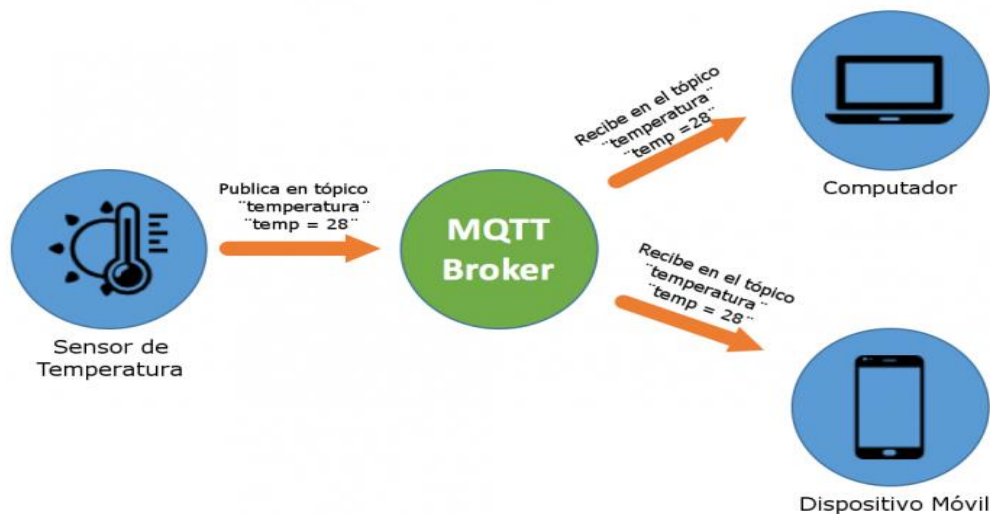 Publica en tópico
¨temperatura¨
¨temp = 28¨
Sensor de
Temperatura
MQTT
Broker
Recibe en el tópico
¨temperatura¨
¨temp =28¨
Computador
Recibe en el tópico
¨temperatura¨
¨temp = 28¨
Dispositivo Móvil